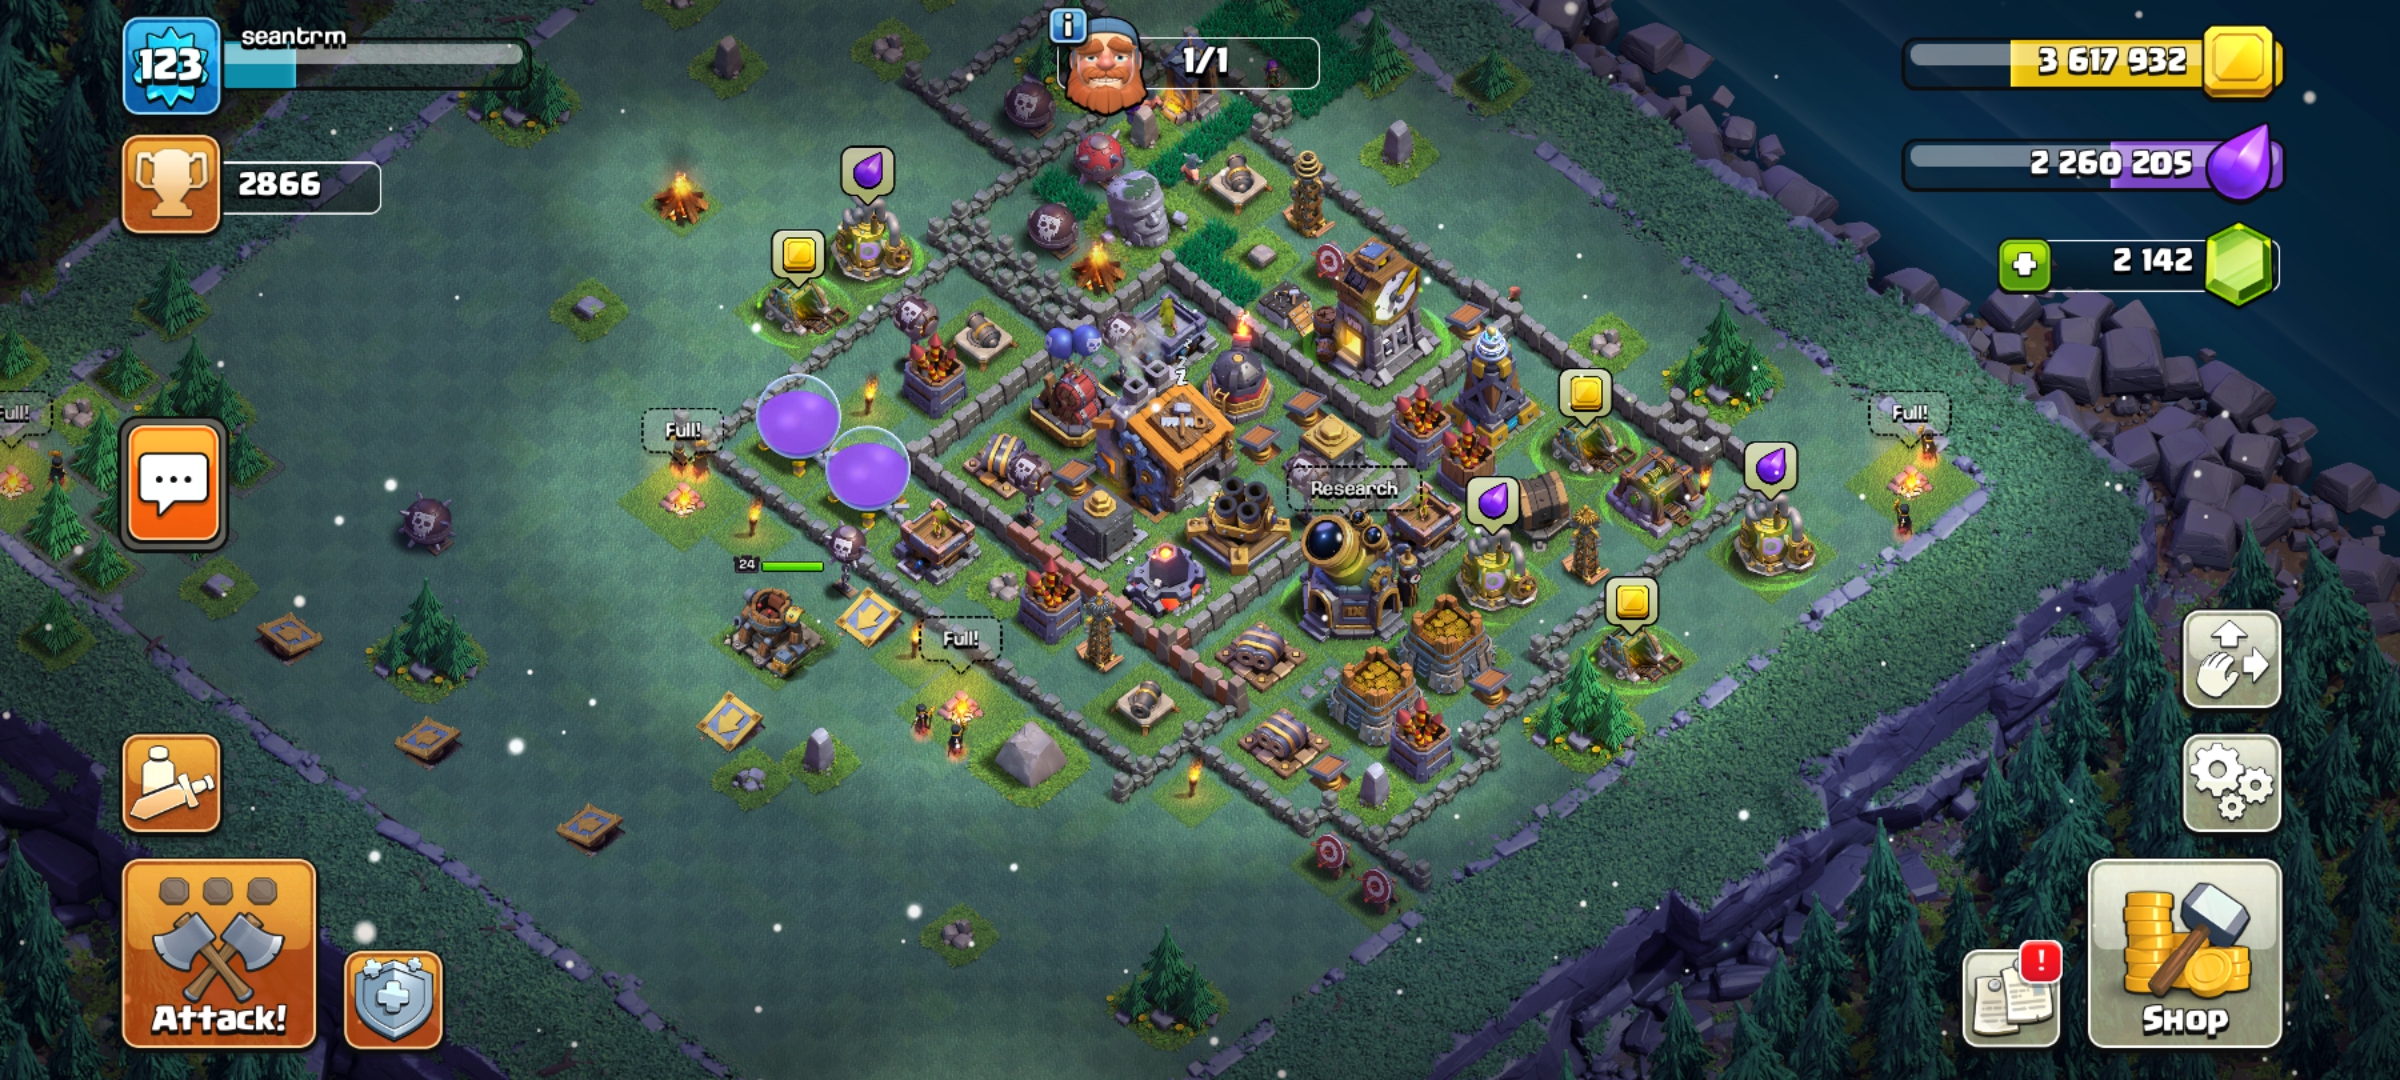 123
seantrm
i
1/1
3 617 932
2866
2 260 205
2 142
Full!
Full!
Full!
Research
24
Full!
!
Attack!
Shop